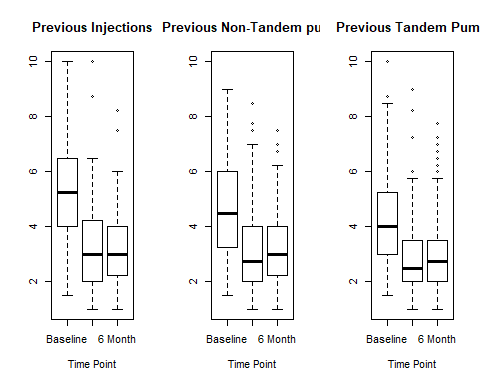 Previous Injections
Previous Non-Tandem pu
Previous Tandem Pum
10
8
6
4
2
10
8
6
4
2
10
8
6
4
2
Baseline 6 Month
Baseline 6 Month
Baseline 6 Month
Time Point
Time Point
Time Point